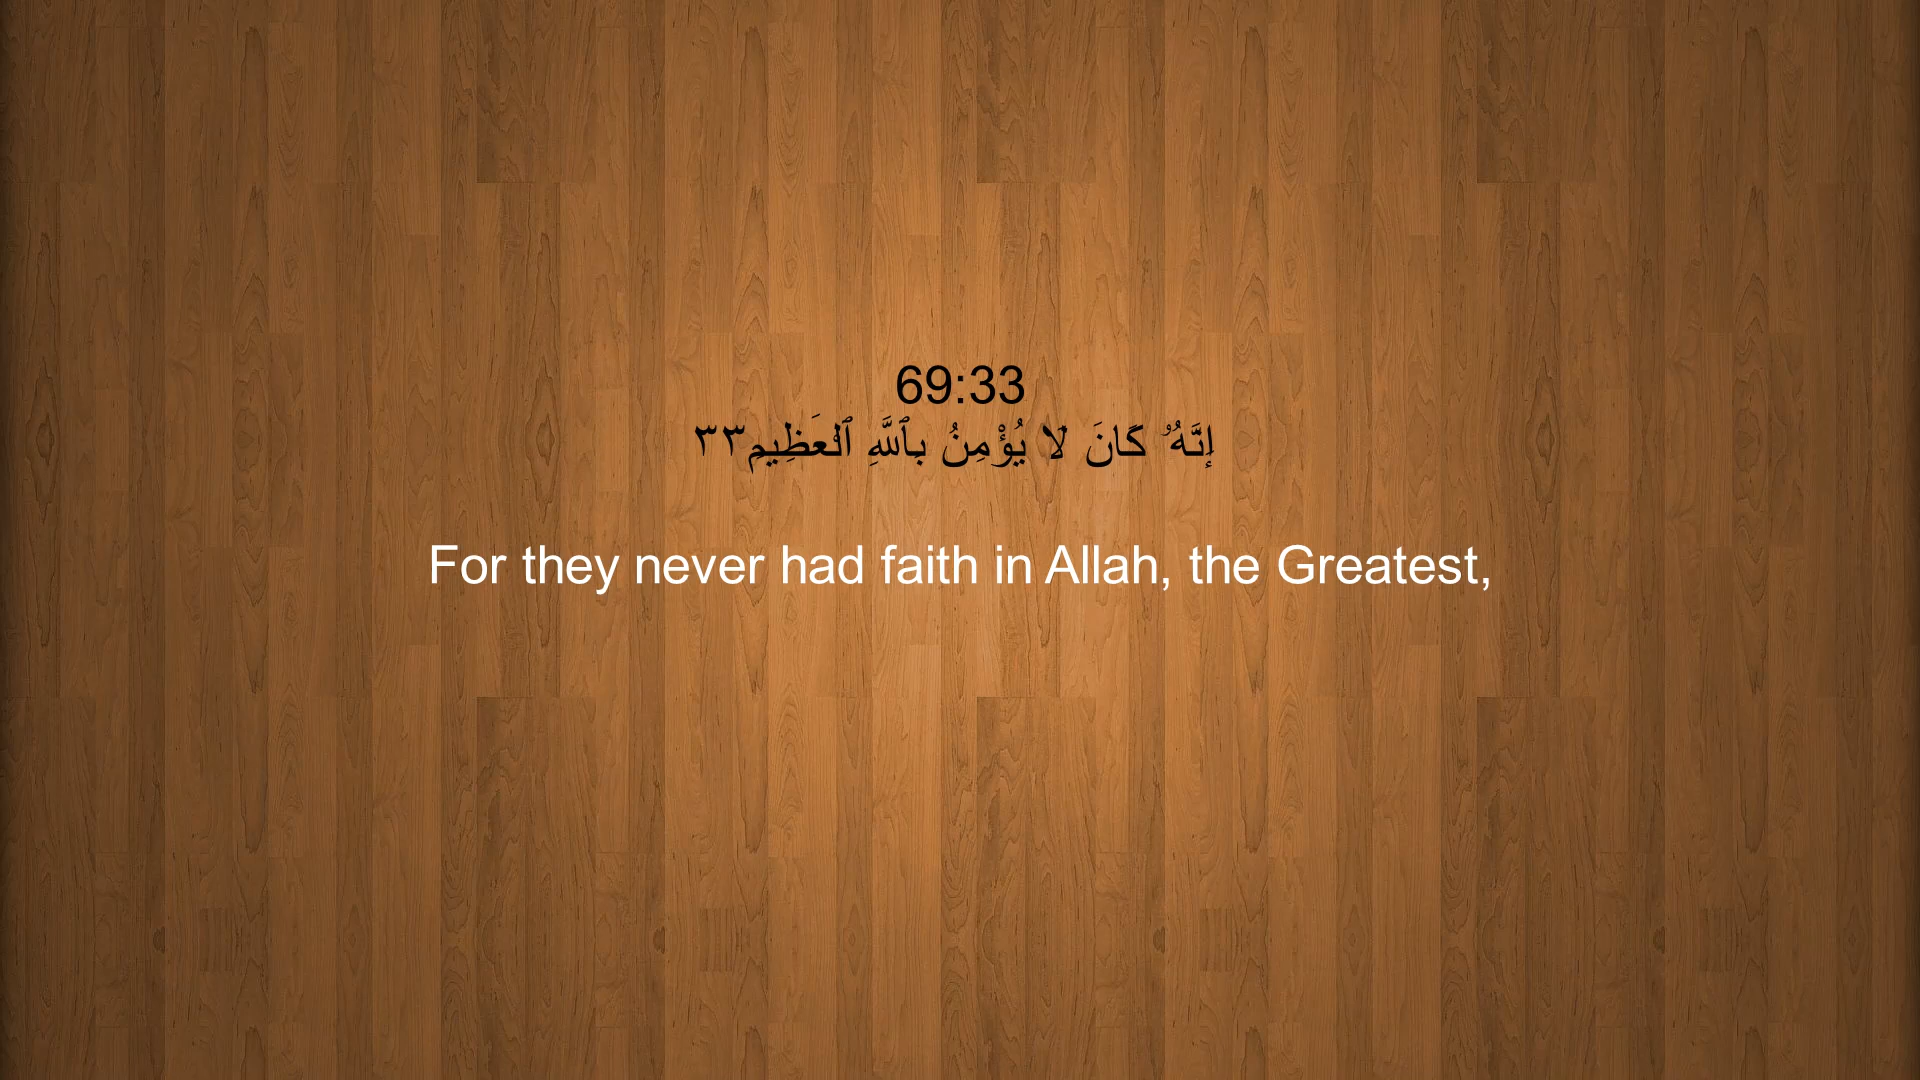 69:33
إِنَّهُۥ كَانَ لَا يُؤْمِنُ بِٱللَّهِ ٱلْعَظِيمِ٣٣
For they never had faith in Allah, the Greatest,